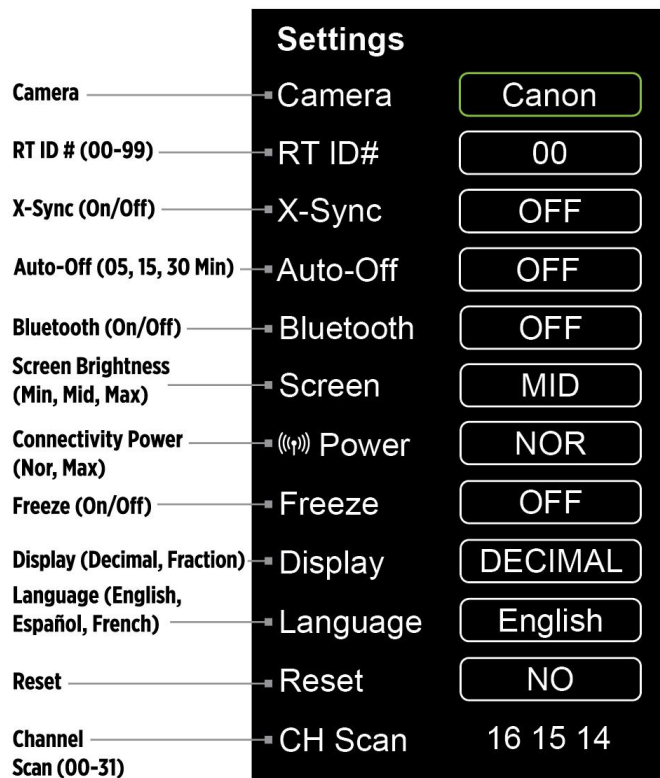 Settings
Camera Camera Canon
RT ID # (00-99) RT ID# 00
X-Sync (On/Off) X-Sync OFF
Auto-Off (05, 15, 30 Min) Auto-Off OFF
Bluetooth (On/Off) Bluetooth OFF
Screen Brightness
(Min, Mid, Max) Screen MID
Connectivity Power
(Nor, Max) Power NOR
Freeze (On/Off) Freeze OFF
Display (Decimal, Fraction) Display DECIMAL
Language (English,
Español, French) Language English
Reset Reset NO
Channel
Scan (00-31) CH Scan 16 15 14